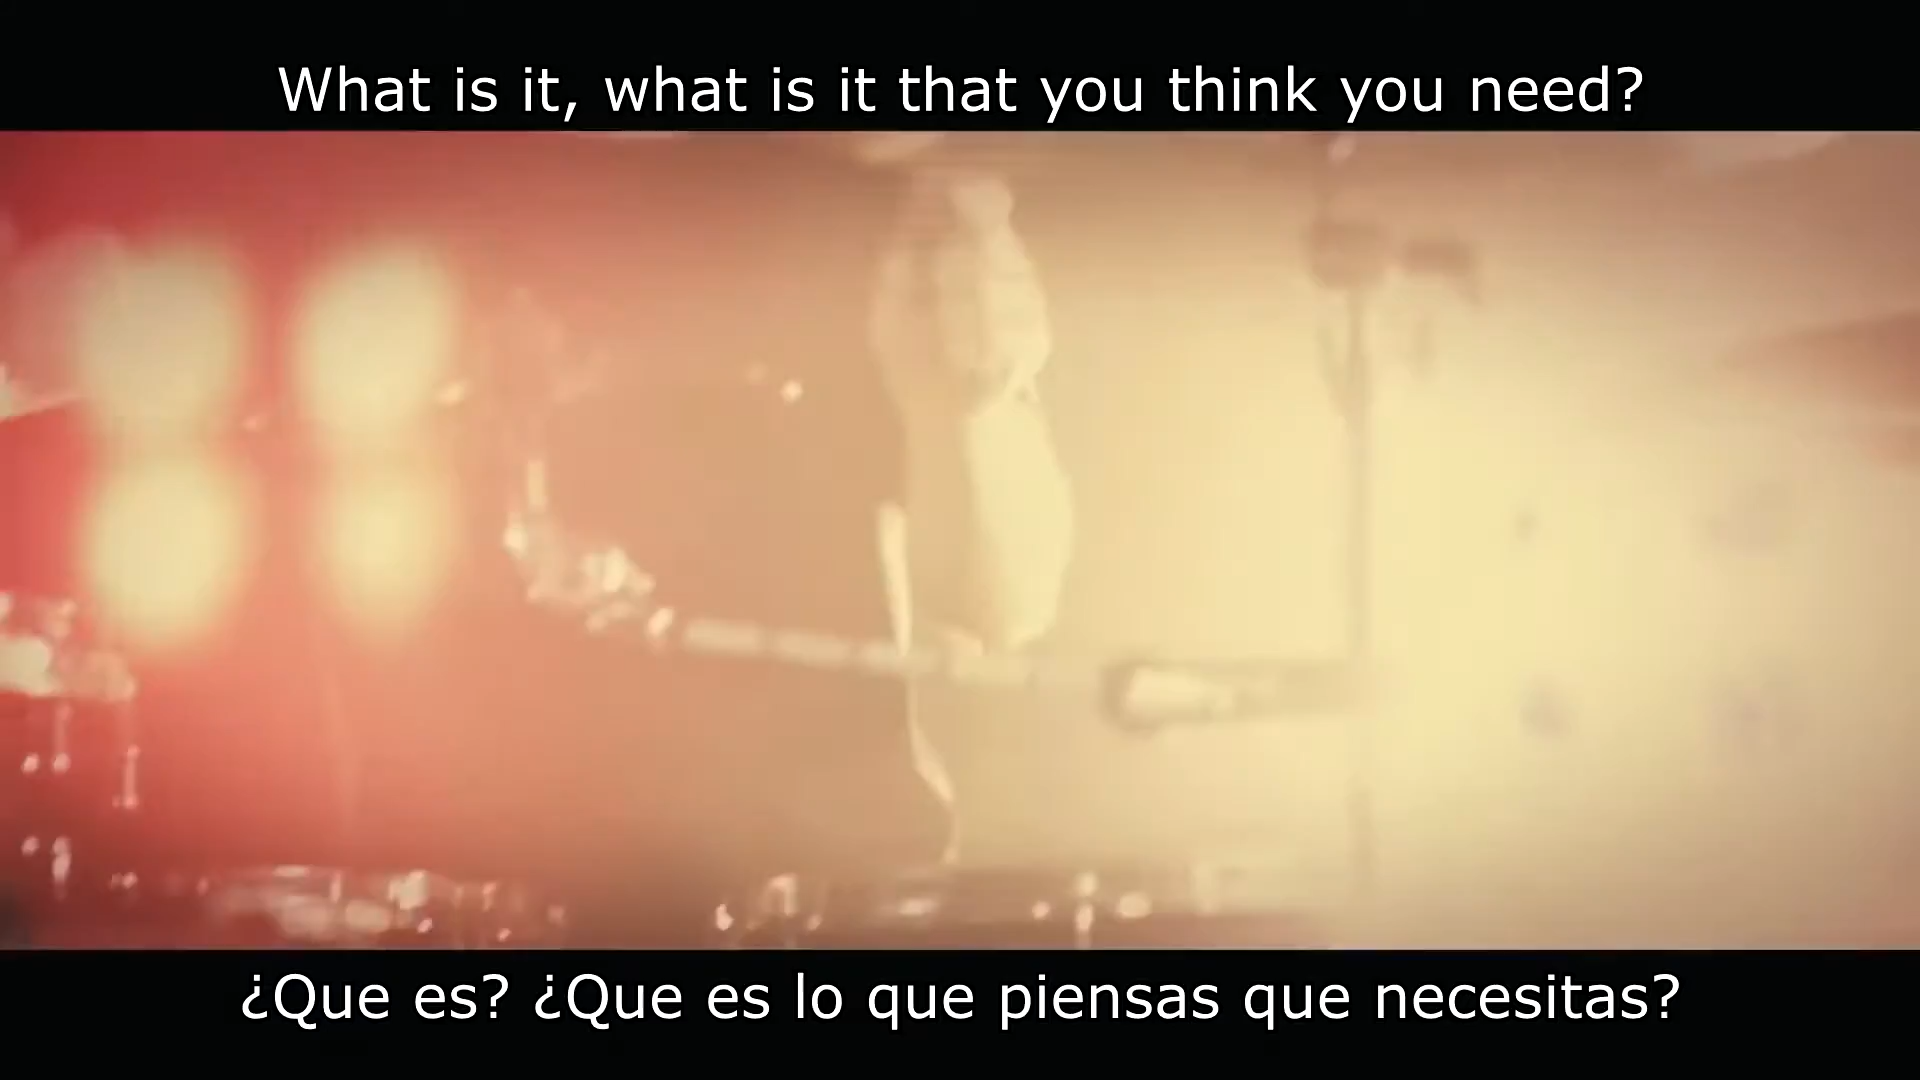 What is it, what is it that you think you need?
¿Que es? ¿Que es lo que piensas que necesitas?